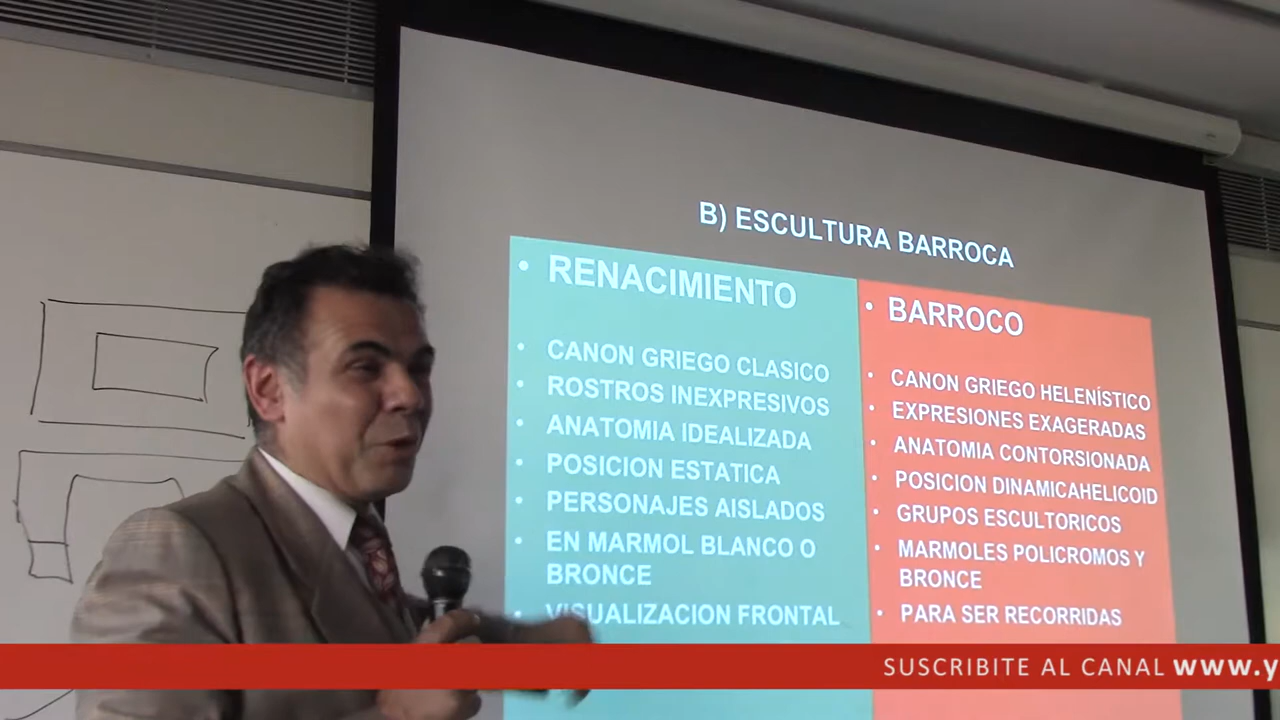 B) ESCULTURA BARROCA
• RENACIMIENTO
• CANON GRIEGO CLASICO
• ROSTROS INEXPRESIVOS
• ANATOMIA IDEALIZADA
• POSICION ESTATICA
• PERSONAJES AISLADOS
• EN MARMOL BLANCO O
BRONCE
• VISUALIZACION FRONTAL
• BARROCO
• CANON GRIEGO HELENÍSTICO
• EXPRESIONES EXAGERADAS
• ANATOMIA CONTORSIONADA
• POSICION DINAMICAHELICOID
• GRUPOS ESCULTORICOS
• MARMOLES POLICROMOS Y
BRONCE
• PARA SER RECORRIDAS
SUSCRIBITE AL CANAL www.y